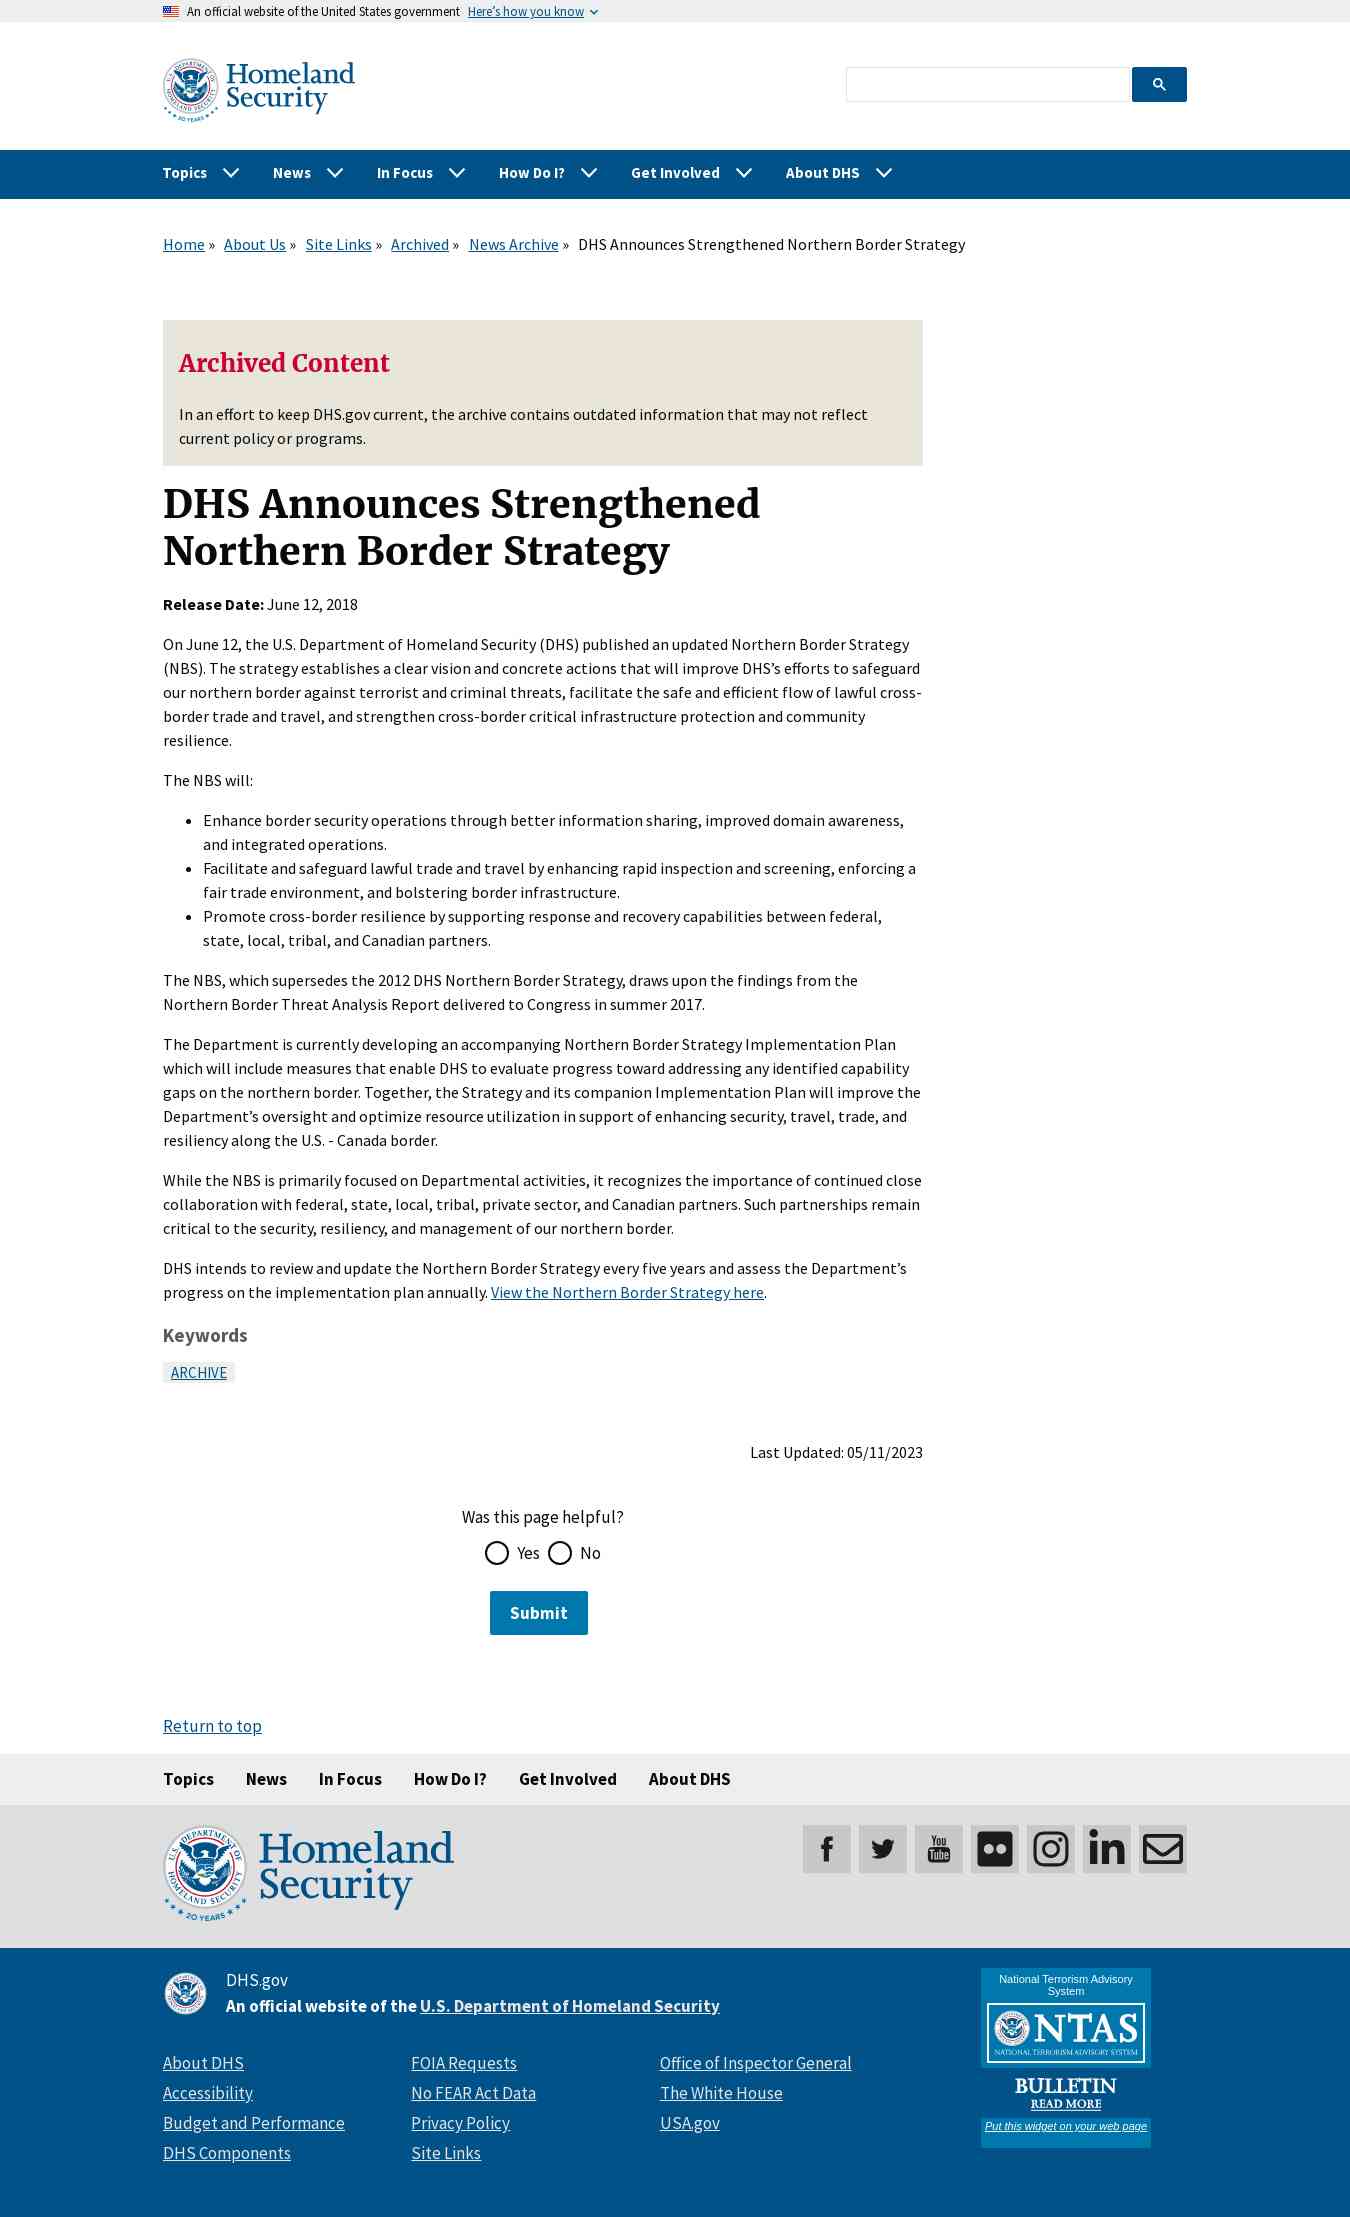 An official website of the United States government Here’s how you know
U.S. DEPARTMENT OF HOMELAND SECURITY
20 YEARS
Homeland
Security
Topics News In Focus How Do I? Get Involved About DHS
Home » About Us » Site Links » Archived » News Archive » DHS Announces Strengthened Northern Border Strategy
Archived Content
In an effort to keep DHS.gov current, the archive contains outdated information that may not reflect
current policy or programs.
DHS Announces Strengthened
Northern Border Strategy
Release Date: June 12, 2018
On June 12, the U.S. Department of Homeland Security (DHS) published an updated Northern Border Strategy
(NBS). The strategy establishes a clear vision and concrete actions that will improve DHS’s efforts to safeguard
our northern border against terrorist and criminal threats, facilitate the safe and efficient flow of lawful cross-
border trade and travel, and strengthen cross-border critical infrastructure protection and community
resilience.
The NBS will:
• Enhance border security operations through better information sharing, improved domain awareness,
and integrated operations.
• Facilitate and safeguard lawful trade and travel by enhancing rapid inspection and screening, enforcing a
fair trade environment, and bolstering border infrastructure.
• Promote cross-border resilience by supporting response and recovery capabilities between federal,
state, local, tribal, and Canadian partners.
The NBS, which supersedes the 2012 DHS Northern Border Strategy, draws upon the findings from the
Northern Border Threat Analysis Report delivered to Congress in summer 2017.
The Department is currently developing an accompanying Northern Border Strategy Implementation Plan
which will include measures that enable DHS to evaluate progress toward addressing any identified capability
gaps on the northern border. Together, the Strategy and its companion Implementation Plan will improve the
Department’s oversight and optimize resource utilization in support of enhancing security, travel, trade, and
resiliency along the U.S. - Canada border.
While the NBS is primarily focused on Departmental activities, it recognizes the importance of continued close
collaboration with federal, state, local, tribal, private sector, and Canadian partners. Such partnerships remain
critical to the security, resiliency, and management of our northern border.
DHS intends to review and update the Northern Border Strategy every five years and assess the Department’s
progress on the implementation plan annually. View the Northern Border Strategy here.
Keywords
ARCHIVE
Last Updated: 05/11/2023
Was this page helpful?
Yes No
Submit
Return to top
Topics News In Focus How Do I? Get Involved About DHS
U.S. DEPARTMENT OF HOMELAND SECURITY
20 YEARS
Homeland
Security
You
Tube
in
DHS.gov
An official website of the U.S. Department of Homeland Security
About DHS FOIA Requests Office of Inspector General
Accessibility No FEAR Act Data The White House
Budget and Performance Privacy Policy USA.gov
DHS Components Site Links
National Terrorism Advisory
System
NTAS
NATIONAL TERRORISM ADVISORY SYSTEM
BULLETIN
READ MORE
Put this widget on your web page